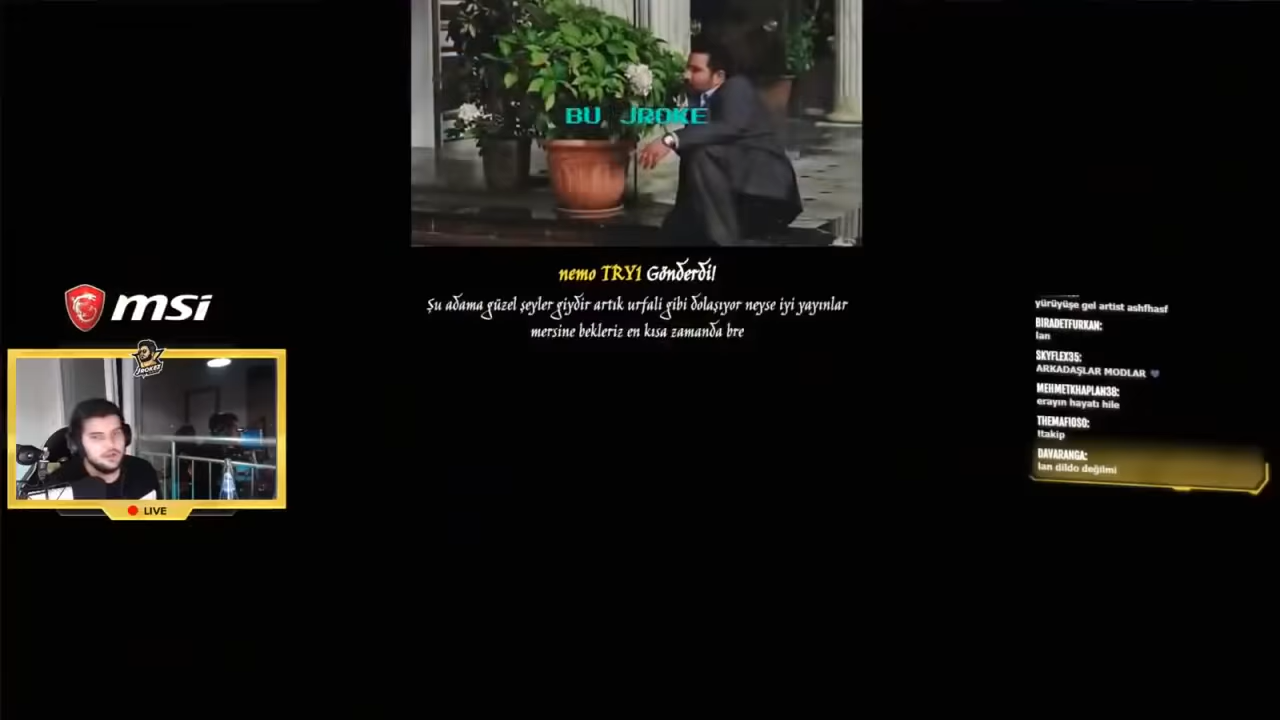 BU JROKE
nemo TRY1 Gönderdi!
Şu adama güzel şeyler giydir artık urfali gibi dolaşıyor neyse iyi yayınlar
mersine bekleriz en kısa zamanda bre
msi
JROKEZ
LIVE
yürüyüşe gel artist ashfhasf
BIRADETFURKAN:
lan
SKYFLEX35:
ARKADAŞLAR MODLAR 🖤
MEHMETKHAPLAN38:
erayın hayatı hile
THEMAFIOSO:
!takip
DAVARANGA:
lan dildo değilmi